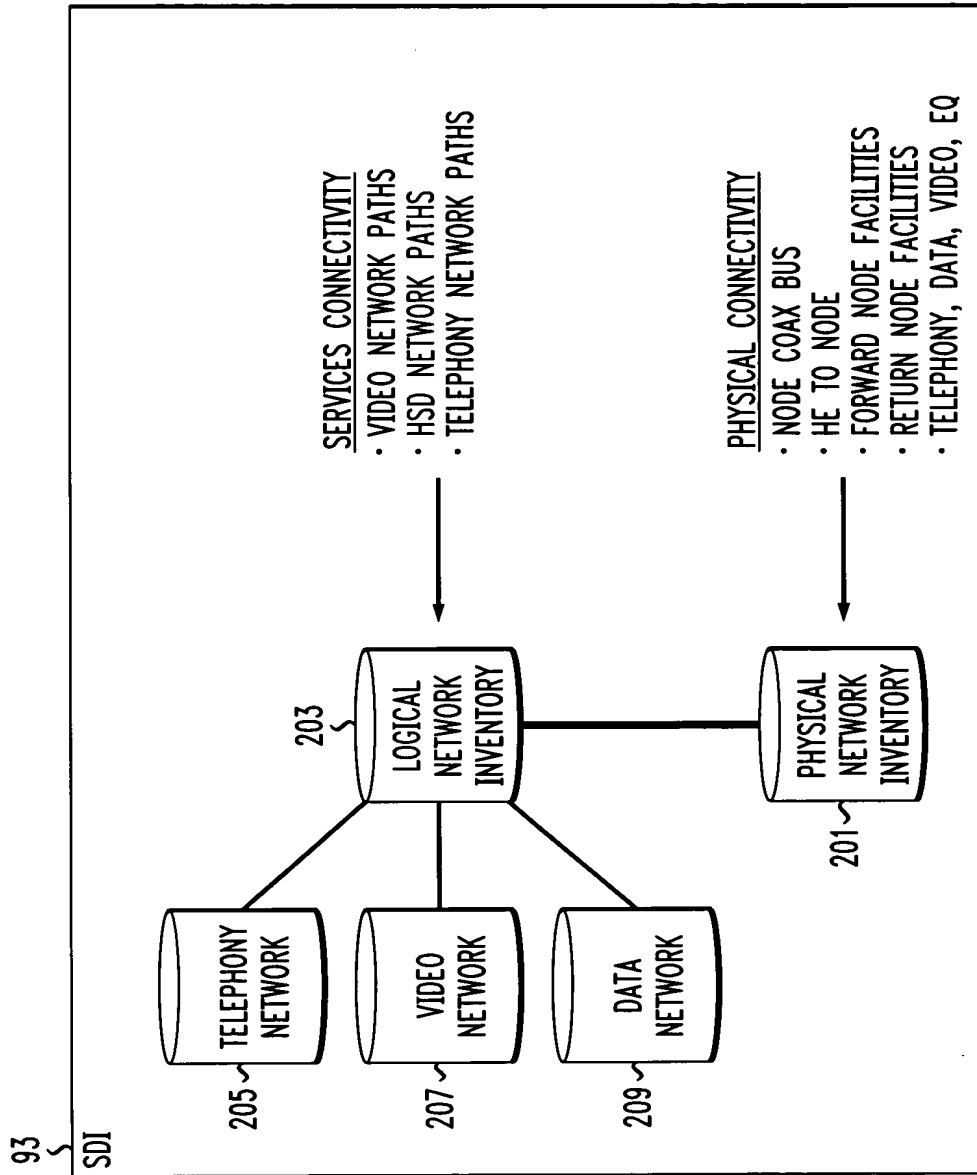 93
SDI
205
TELEPHONY
NETWORK
207
VIDEO
NETWORK
209
DATA
NETWORK
203
LOGICAL
NETWORK
INVENTORY
201
PHYSICAL
NETWORK
INVENTORY
SERVICES CONNECTIVITY
· VIDEO NETWORK PATHS
· HSD NETWORK PATHS
· TELEPHONY NETWORK PATHS
PHYSICAL CONNECTIVITY
· NODE COAX BUS
· HE TO NODE
· FORWARD NODE FACILITIES
· RETURN NODE FACILITIES
· TELEPHONY, DATA, VIDEO, EQ